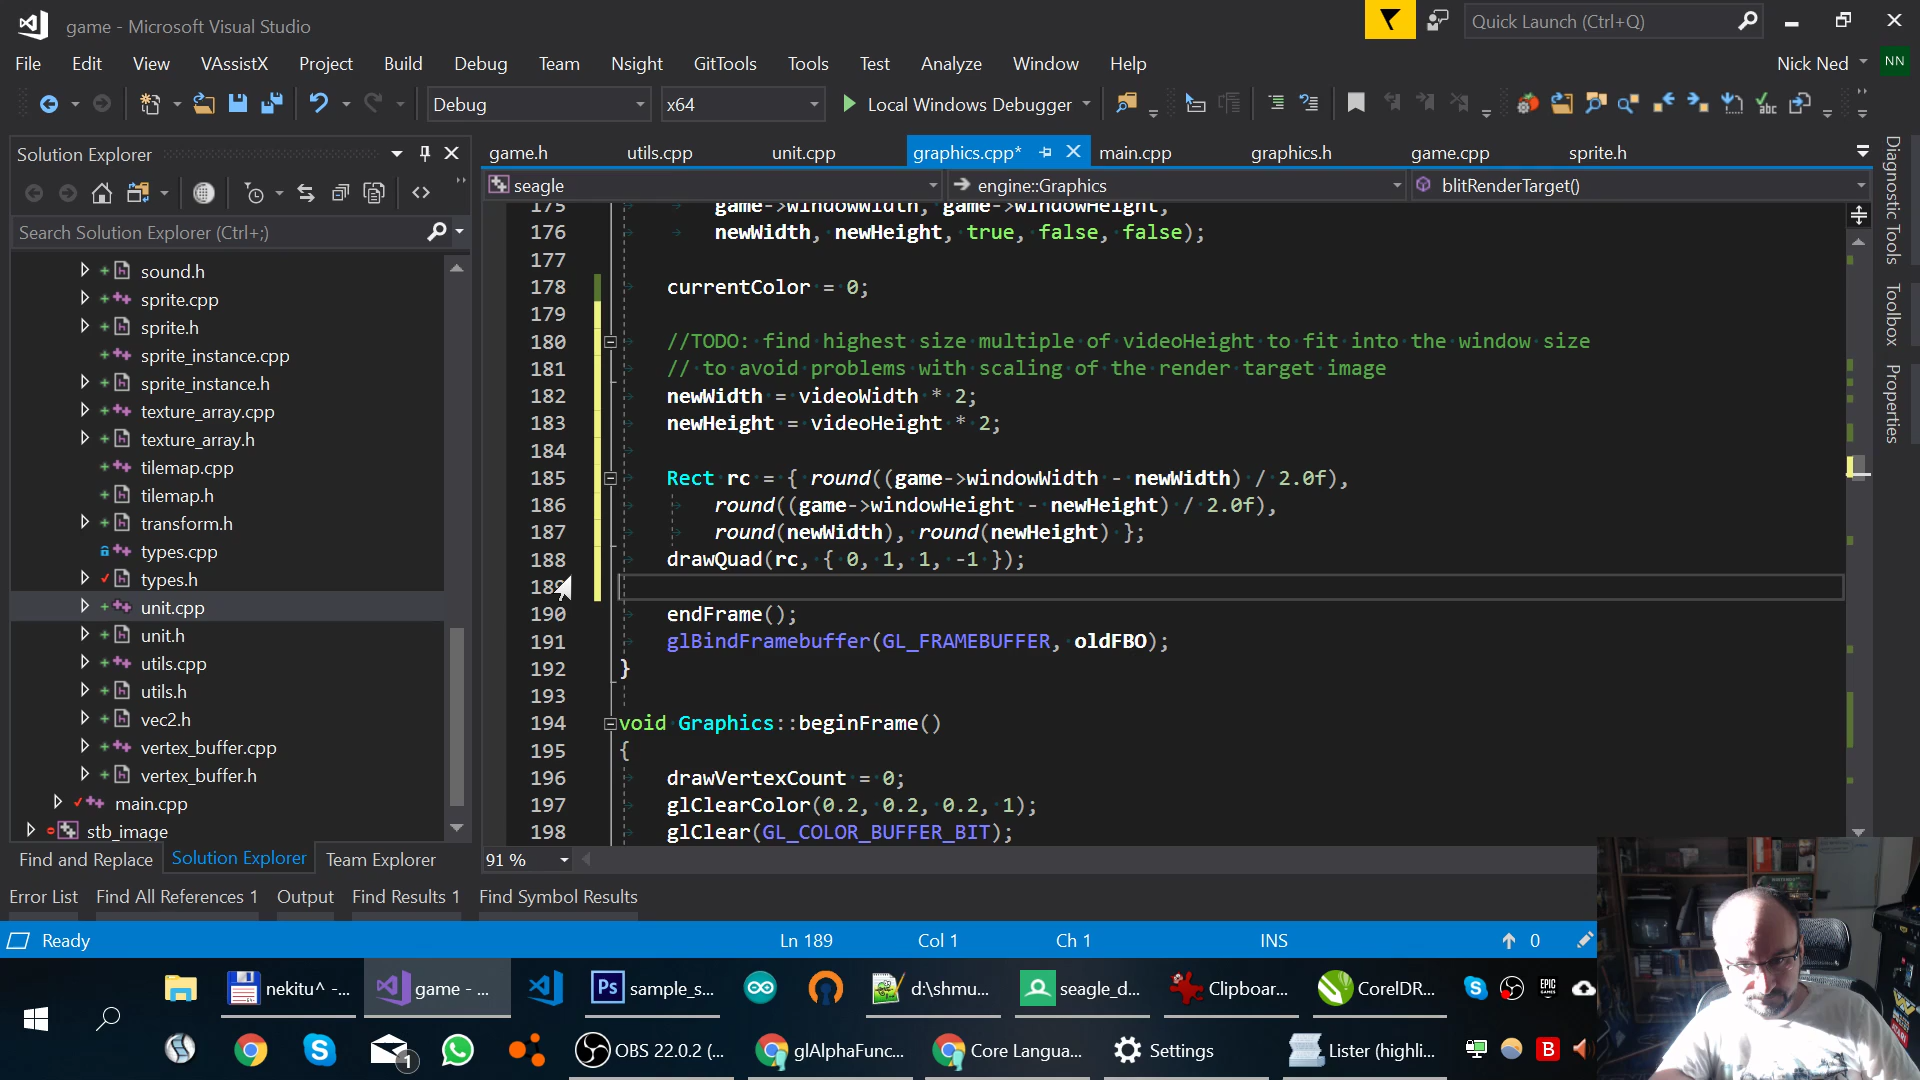 game - Microsoft Visual Studio
Quick Launch (Ctrl+Q)
File Edit View VAssistX Project Build Debug Team Nsight GitTools Tools Test Analyze Window Help
Nick Ned
NN
Debug
x64
Local Windows Debugger
Solution Explorer
Search Solution Explorer (Ctrl+;)
sound.h
sprite.cpp
sprite.h
sprite_instance.cpp
sprite_instance.h
texture_array.cpp
texture_array.h
tilemap.cpp
tilemap.h
transform.h
types.cpp
types.h
unit.cpp
unit.h
utils.cpp
utils.h
vec2.h
vertex_buffer.cpp
vertex_buffer.h
main.cpp
stb_image
Find and Replace Solution Explorer Team Explorer
game.h utils.cpp unit.cpp graphics.cpp* main.cpp graphics.h game.cpp sprite.h
seagle
engine::Graphics
blitRenderTarget()
175 game->windowWidth, game->windowHeight,
176 newWidth, newHeight, true, false, false);
177
178 currentColor = 0;
179
180 //TODO: find highest size multiple of videoHeight to fit into the window size
181 // to avoid problems with scaling of the render target image
182 newWidth = videoWidth * 2;
183 newHeight = videoHeight * 2;
184
185 Rect rc = { round((game->windowWidth - newWidth) / 2.0f),
186 round((game->windowHeight - newHeight) / 2.0f),
187 round(newWidth), round(newHeight) };
188 drawQuad(rc, { 0, 1, 1, -1 });
189
190 endFrame();
191 glBindFramebuffer(GL_FRAMEBUFFER, oldFBO);
192 }
193
194 void Graphics::beginFrame()
195 {
196 drawVertexCount = 0;
197 glClearColor(0.2, 0.2, 0.2, 1);
198 glClear(GL_COLOR_BUFFER_BIT);
91 %
Diagnostic Tools
Toolbox
Properties
Error List Find All References 1 Output Find Results 1 Find Symbol Results
Ready
Ln 189
Col 1
Ch 1
INS
0
nekitu^ -...
game - ...
Ps
sample_s...
d:\shmu...
seagle_d...
Clipboar...
CorelDR...
EPIC GAMES
1
OBS 22.0.2 (...
glAlphaFunc...
Core Langua...
Settings
Lister (highli...
B